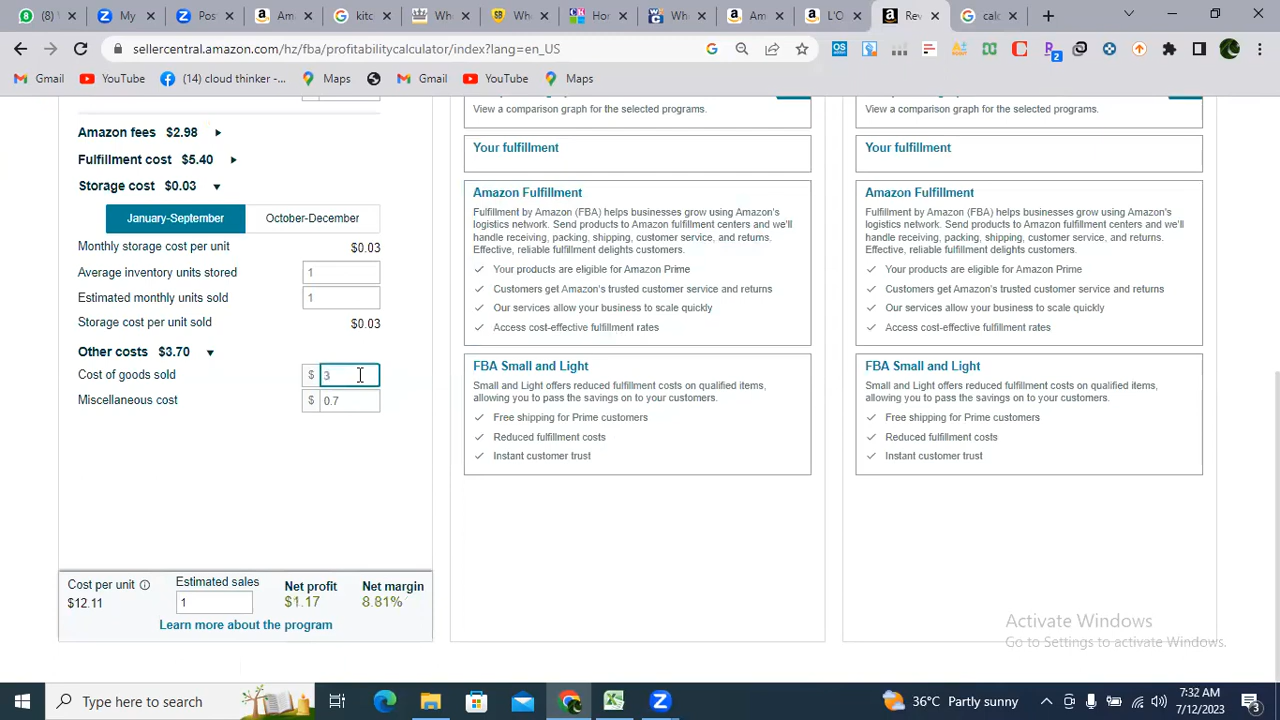 My
Pos
Am
kitc
Whe
Whe
Hor
Whe
Am
L'O
Rev
calc
sellercentral.amazon.com/hz/fba/profitabilitycalculator/index?lang=en_US
Gmail
YouTube
(14) cloud thinker -...
Maps
Gmail
YouTube
Maps
Amazon fees $2.98
Fulfillment cost $5.40
Storage cost $0.03
January-September
October-December
Monthly storage cost per unit $0.03
Average inventory units stored 1
Estimated monthly units sold 1
Storage cost per unit sold $0.03
Other costs $3.70
Cost of goods sold $ 3
Miscellaneous cost $ 0.7
Cost per unit
$12.11
Estimated sales
1
Net profit
$1.17
Net margin
8.81%
Learn more about the program
View a comparison graph for the selected programs.
Your fulfillment
Amazon Fulfillment
Fulfillment by Amazon (FBA) helps businesses grow using Amazon's
logistics network. Send products to Amazon fulfillment centers and we'll
handle receiving, packing, shipping, customer service, and returns.
Effective, reliable fulfillment delights customers.
Your products are eligible for Amazon Prime
Customers get Amazon's trusted customer service and returns
Our services allow your business to scale quickly
Access cost-effective fulfillment rates
FBA Small and Light
Small and Light offers reduced fulfillment costs on qualified items,
allowing you to pass the savings on to your customers.
Free shipping for Prime customers
Reduced fulfillment costs
Instant customer trust
View a comparison graph for the selected programs.
Your fulfillment
Amazon Fulfillment
Fulfillment by Amazon (FBA) helps businesses grow using Amazon's
logistics network. Send products to Amazon fulfillment centers and we'll
handle receiving, packing, shipping, customer service, and returns.
Effective, reliable fulfillment delights customers.
Your products are eligible for Amazon Prime
Customers get Amazon's trusted customer service and returns
Our services allow your business to scale quickly
Access cost-effective fulfillment rates
FBA Small and Light
Small and Light offers reduced fulfillment costs on qualified items,
allowing you to pass the savings on to your customers.
Free shipping for Prime customers
Reduced fulfillment costs
Instant customer trust
Activate Windows
Go to Settings to activate Windows.
Type here to search
36°C Partly sunny
7:32 AM
7/12/2023
3